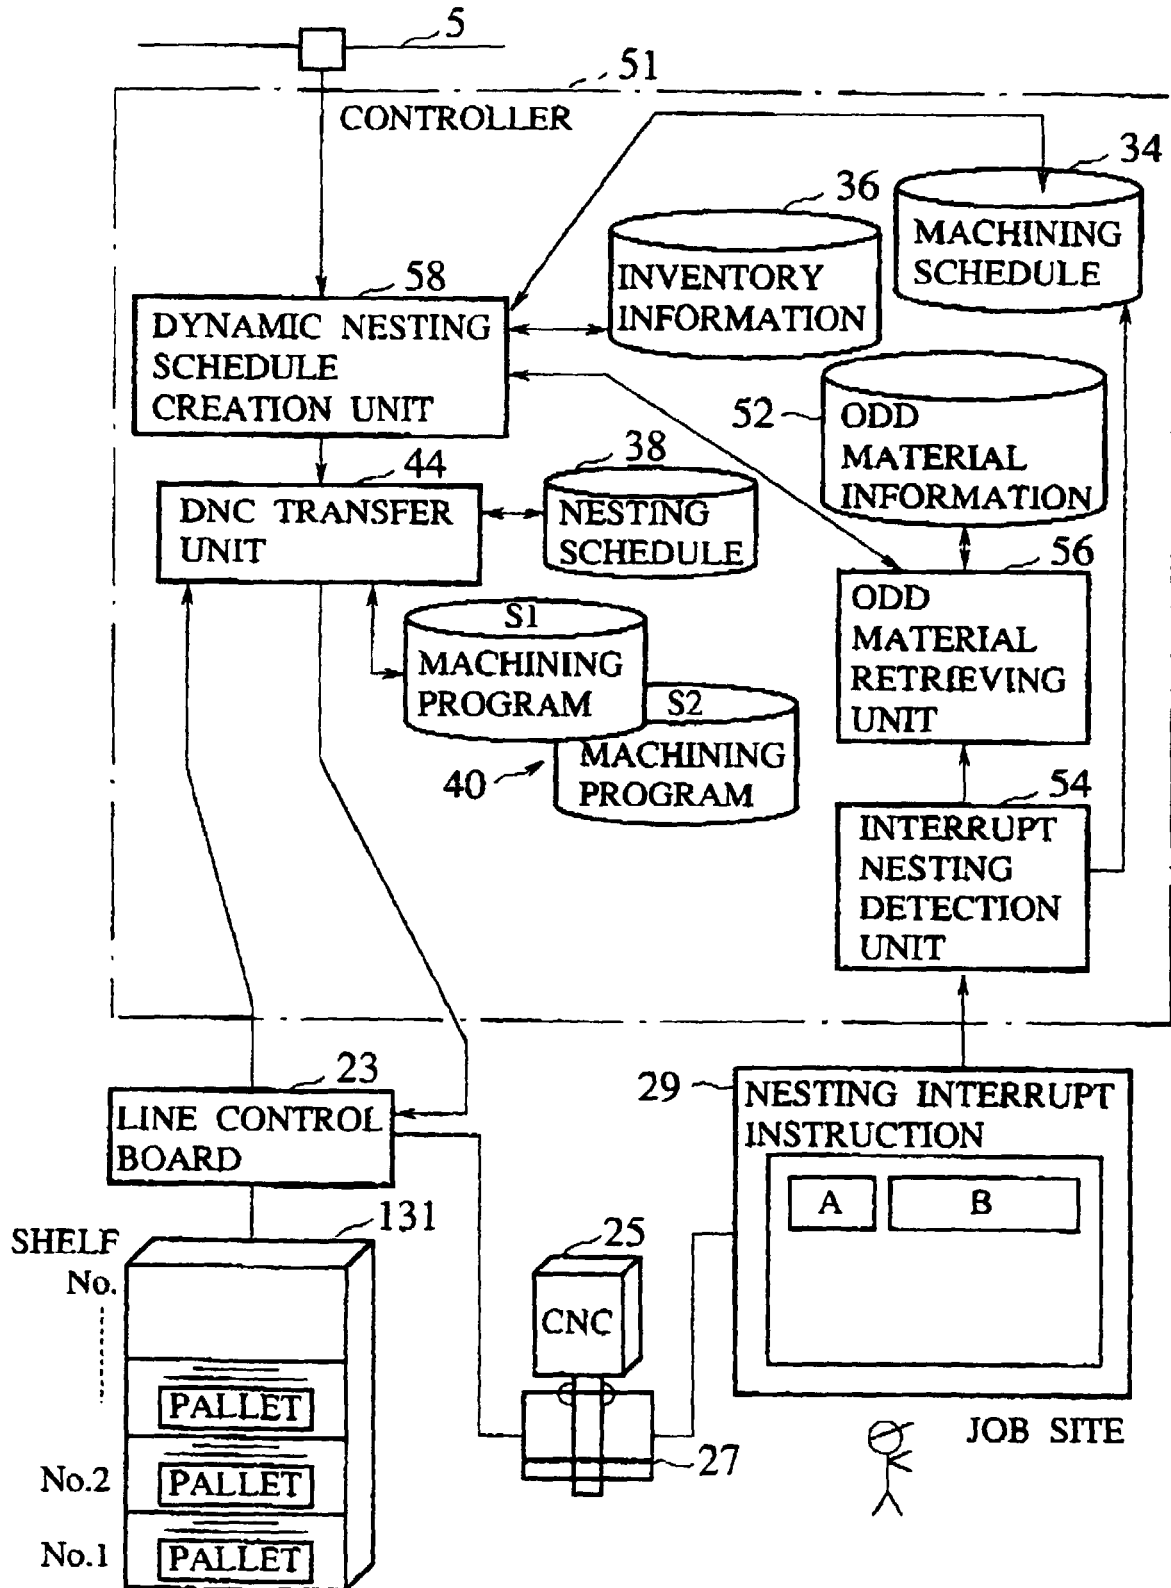 5
51
CONTROLLER
34
MACHINING
SCHEDULE
36
INVENTORY
INFORMATION
58
DYNAMIC NESTING
SCHEDULE
CREATION UNIT
52
ODD
MATERIAL
INFORMATION
44
DNC TRANSFER
UNIT
38
NESTING
SCHEDULE
56
ODD
MATERIAL
RETRIEVING
UNIT
S1
MACHINING
PROGRAM
S2
MACHINING
PROGRAM
40
54
INTERRUPT
NESTING
DETECTION
UNIT
23
LINE CONTROL
BOARD
29
NESTING INTERRUPT
INSTRUCTION
A
B
131
SHELF
No.
25
CNC
PALLET
27
JOB SITE
No.2
PALLET
No.1
PALLET